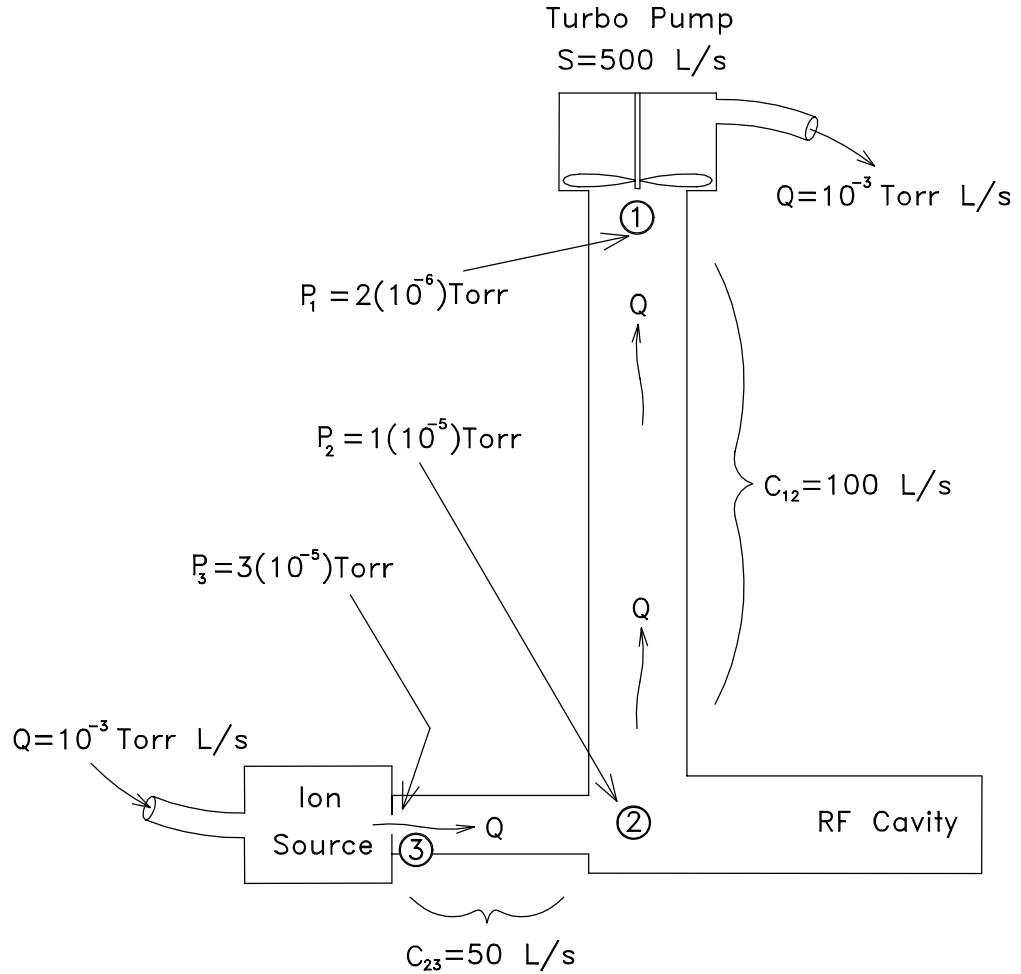 Turbo Pump
S=500 L/s
Q=10⁻³ Torr L/s
①
P₁ =2(10⁻⁶)Torr
Q
P₂ =1(10⁻⁵)Torr
C₁₂=100 L/s
P₃=3(10⁻⁵)Torr
Q
Q=10⁻³ Torr L/s
Ion
Source
③
Q
②
RF Cavity
C₂₃=50 L/s